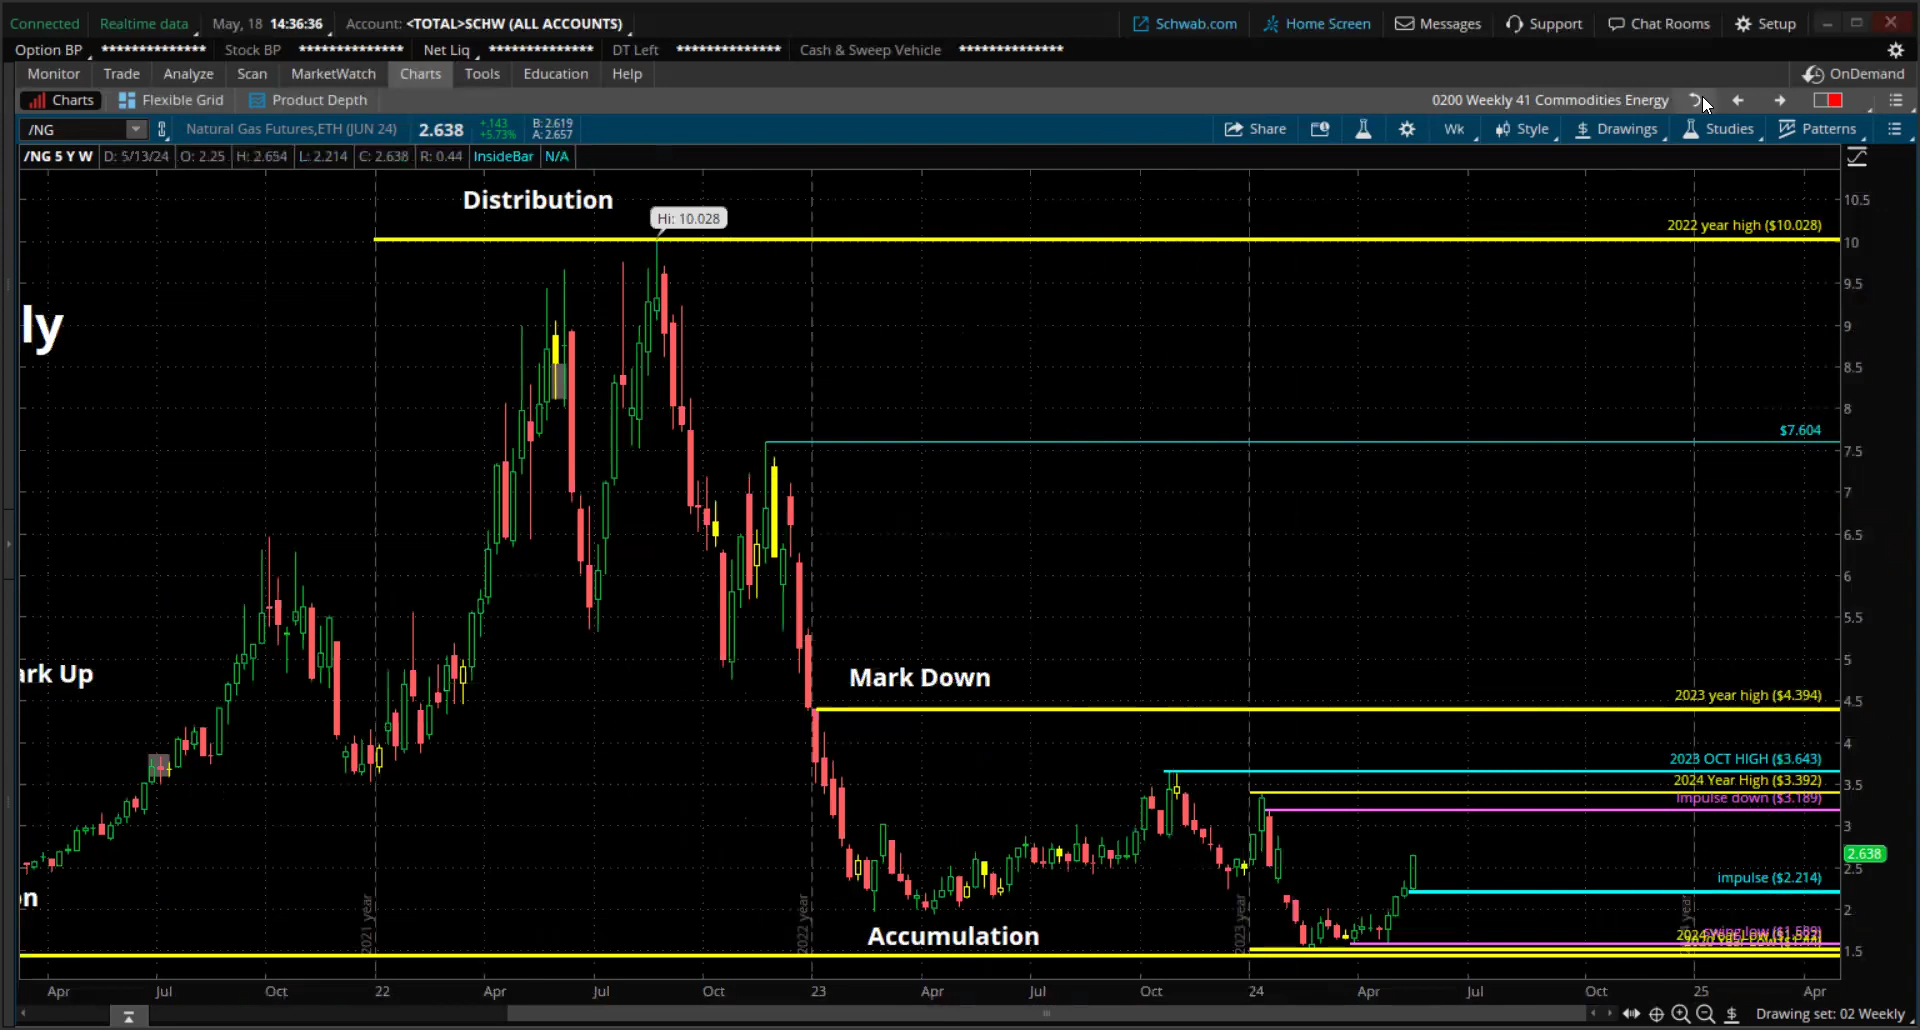 Connected Realtime data May, 18 14:36:36 Account: <TOTAL>SCHW (ALL ACCOUNTS) Schwab.com Home Screen Messages Support Chat Rooms Setup
Option BP ************** Stock BP ************** Net Liq ************** DT Left ************** Cash & Sweep Vehicle **************
Monitor Trade Analyze Scan MarketWatch Charts Tools Education Help OnDemand
Charts Flexible Grid Product Depth 0200 Weekly 41 Commodities Energy
/NG Natural Gas Futures,ETH (JUN 24) 2.638 +.143 +5.73% B: 2.619 A: 2.657 Share Wk Style Drawings Studies Patterns
/NG 5 Y W D: 5/13/24 O: 2.25 H: 2.654 L: 2.214 C: 2.638 R: 0.44 InsideBar N/A
Distribution
Hi: 10.028
2022 year high ($10.028)
ly
$7.604
ark Up
Mark Down
2023 year high ($4.394)
2023 OCT HIGH ($3.643)
2024 Year High ($3.392)
Impulse down ($3.189)
impulse ($2.214)
on
Accumulation
2021 year
2022 year
2023 year
year
10.5
10
9.5
9
8.5
8
7.5
7
6.5
6
5.5
5
4.5
4
3.5
3
2.638
2.5
2
1.5
Apr Jul Oct 22 Apr Jul Oct 23 Apr Jul Oct 24 Apr Jul Oct 25 Apr
Drawing set: 02 Weekly